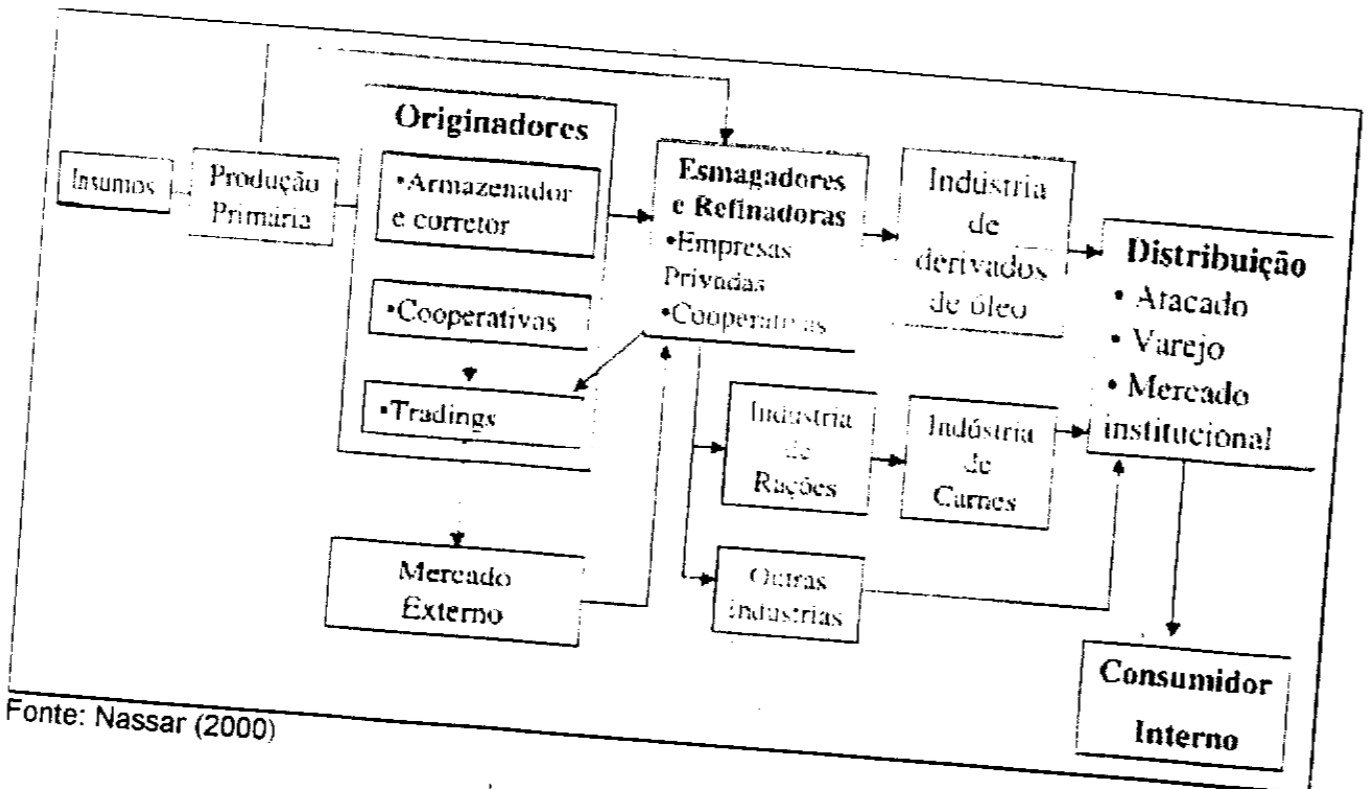 Insumos
Produção
Primária
Originadores
•Armazenador
e corretor
•Cooperativas
•Tradings
Mercado
Externo
Esmagadores
e Refinadoras
•Empresas
Privadas
•Cooperativas
Indústria
de
derivados
de óleo
Indústria
de
Rações
Indústria
de
Carnes
Outras
indústrias
Distribuição
• Atacado
• Varejo
• Mercado
institucional
Consumidor
Interno
Fonte: Nassar (2000)